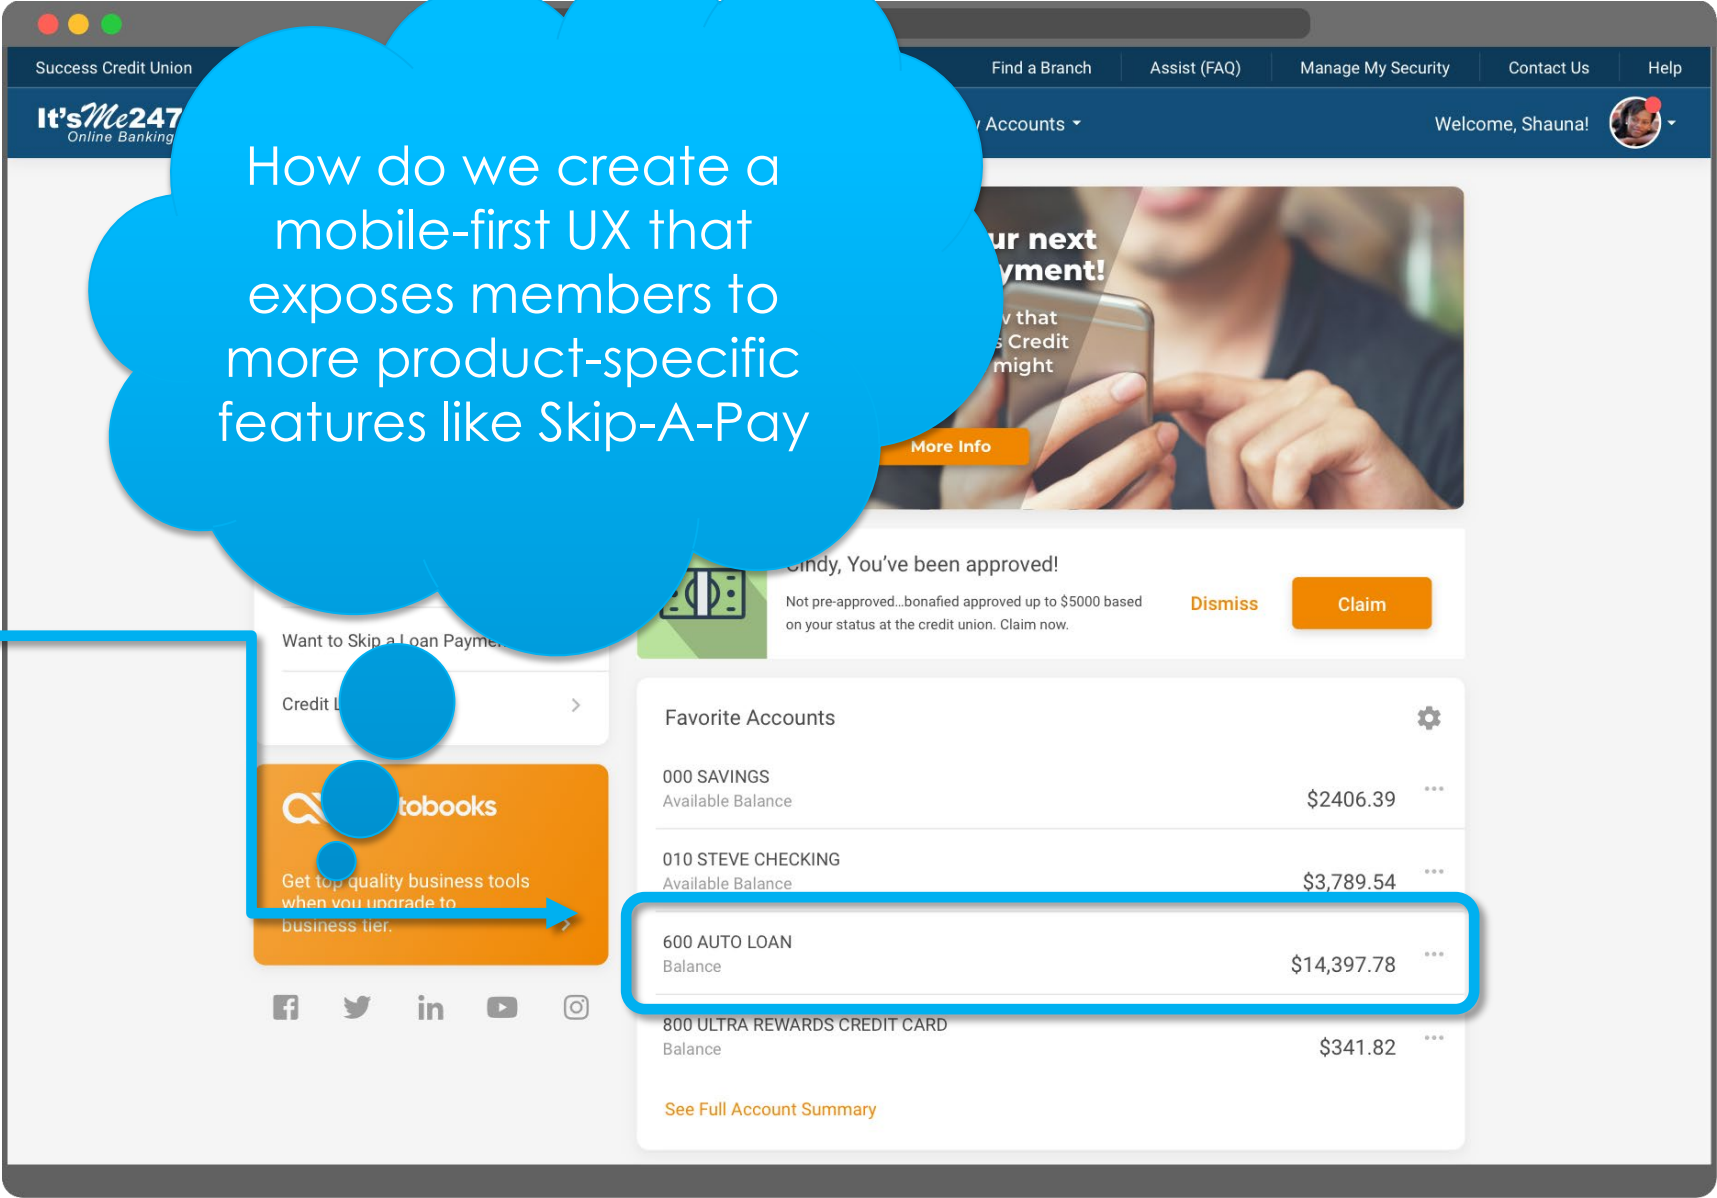 Success Credit Union
Find a Branch
Assist (FAQ)
Manage My Security
Contact Us
Help
It'sMe247
Online Banking
Accounts
Welcome, Shauna!
How do we create a
mobile-first UX that
exposes members to
more product-specific
features like Skip-A-Pay
next
that
Credit
might
More Info
Cindy, You've been approved!
Not pre-approved...bonafied approved up to $5000 based
on your status at the credit union. Claim now.
Dismiss
Claim
Want to Skip a Loan
Credit
Get top quality business tools
when you upgrade to
business tier.
Favorite Accounts
000 SAVINGS
Available Balance
$2406.39
010 STEVE CHECKING
Available Balance
$3,789.54
600 AUTO LOAN
Balance
$14,397.78
800 ULTRA REWARDS CREDIT CARD
Balance
$341.82
See Full Account Summary